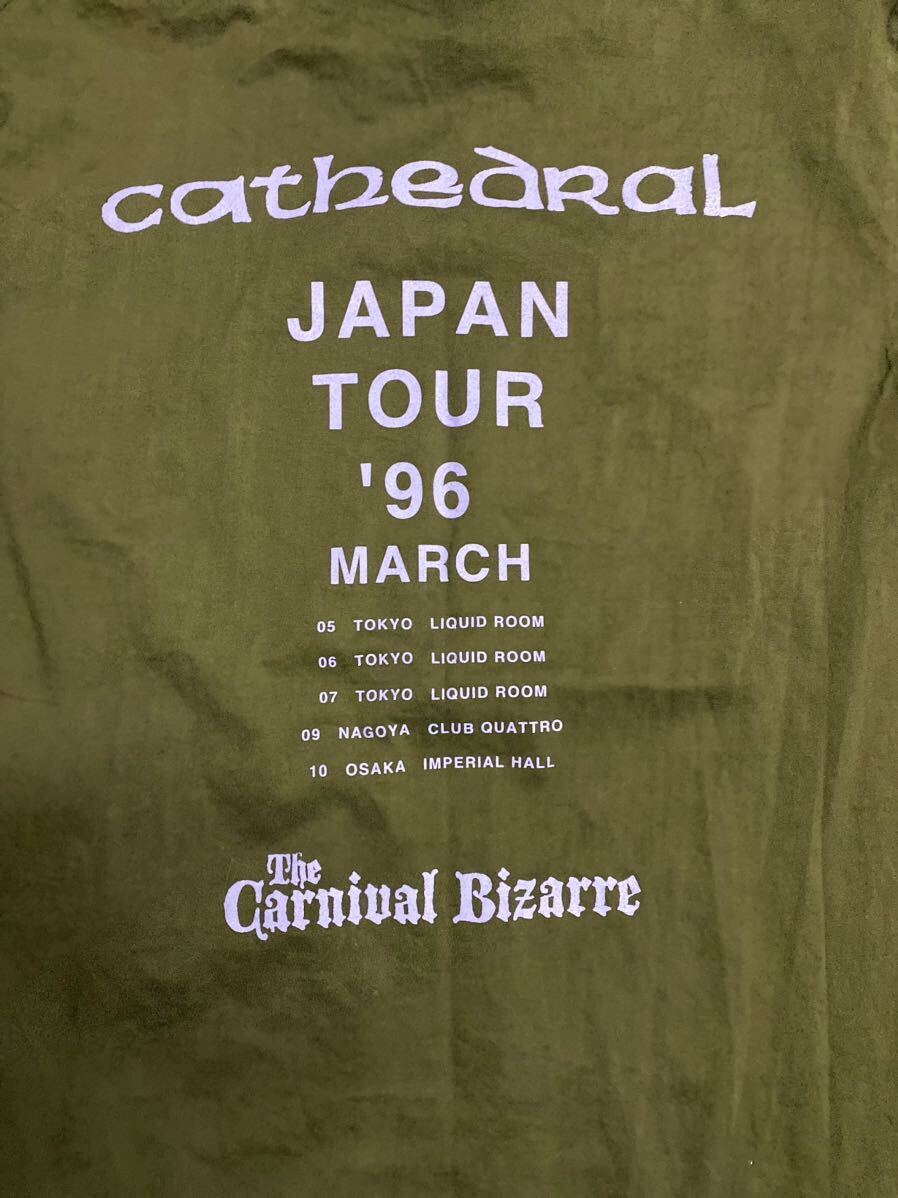 cathedral
JAPAN
TOUR
'96
MARCH
05 TOKYO LIQUID ROOM
06 TOKYO LIQUID ROOM
07 TOKYO LIQUID ROOM
09 NAGOYA CLUB QUATTRO
10 OSAKA IMPERIAL HALL
The
Carnival Bizarre